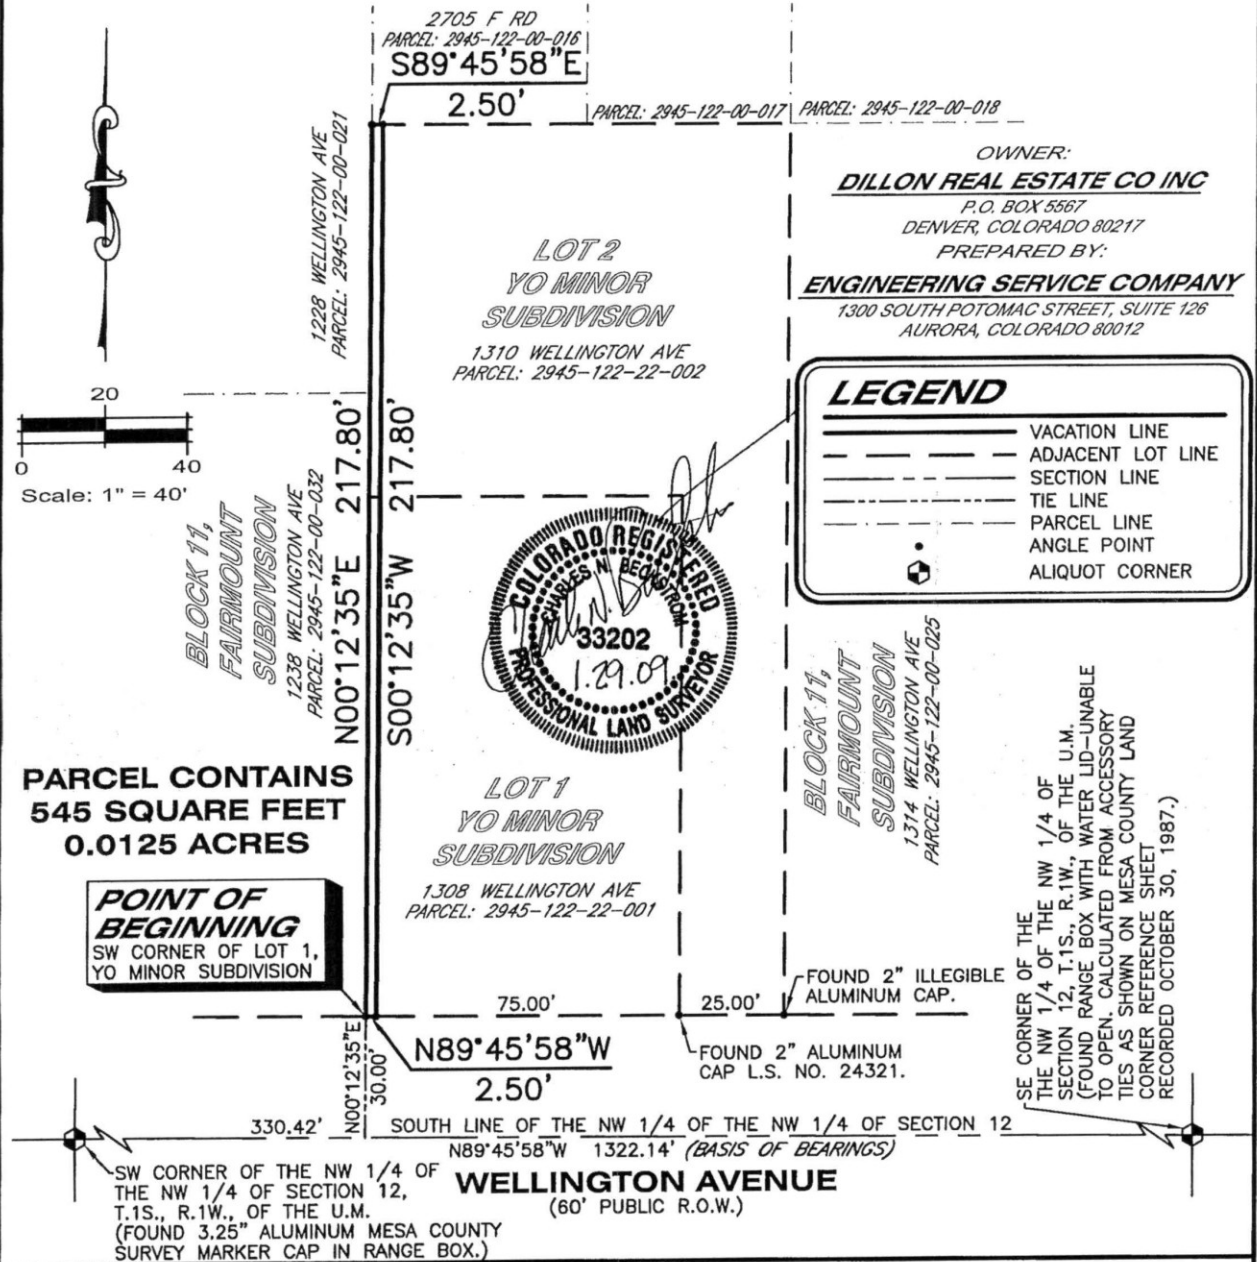 2705 F RD
PARCEL: 2945-122-00-016
S89°45'58"E
2.50'
PARCEL: 2945-122-00-017
PARCEL: 2945-122-00-018
1228 WELLINGTON AVE
PARCEL: 2945-122-00-021
OWNER:
DILLON REAL ESTATE CO INC
P.O. BOX 5567
DENVER, COLORADO 80217
PREPARED BY:
ENGINEERING SERVICE COMPANY
1300 SOUTH POTOMAC STREET, SUITE 126
AURORA, COLORADO 80012
LOT 2
YO MINOR
SUBDIVISION
1310 WELLINGTON AVE
PARCEL: 2945-122-22-002
LEGEND
VACATION LINE
ADJACENT LOT LINE
SECTION LINE
TIE LINE
PARCEL LINE
ANGLE POINT
ALIQUOT CORNER
20
0
40
Scale: 1" = 40'
BLOCK 11,
FAIRMOUNT
SUBDIVISION
1238 WELLINGTON AVE
PARCEL: 2945-122-00-032
N00°12'35"E 217.80'
S00°12'35"W 217.80'
COLORADO REGISTERED
CHARLES N. BECKSTROM
33202
1.29.09
PROFESSIONAL LAND SURVEYOR
BLOCK 11,
FAIRMOUNT
SUBDIVISION
1314 WELLINGTON AVE
PARCEL: 2945-122-00-025
PARCEL CONTAINS
545 SQUARE FEET
0.0125 ACRES
LOT 1
YO MINOR
SUBDIVISION
1308 WELLINGTON AVE
PARCEL: 2945-122-22-001
POINT OF
BEGINNING
SW CORNER OF LOT 1,
YO MINOR SUBDIVISION
75.00'
25.00'
FOUND 2" ILLEGIBLE
ALUMINUM CAP.
N89°45'58"W
2.50'
FOUND 2" ALUMINUM
CAP L.S. NO. 24321.
N00°12'35"E
30.00'
SE CORNER OF THE
THE NW 1/4 OF THE NW 1/4 OF
SECTION 12, T.1S., R.1W., OF THE U.M.
(FOUND RANGE BOX WITH WATER LID-UNABLE
TO OPEN. CALCULATED FROM ACCESSORY
TIES AS SHOWN ON MESA COUNTY LAND
CORNER REFERENCE SHEET
RECORDED OCTOBER 30, 1987.)
330.42'
SOUTH LINE OF THE NW 1/4 OF THE NW 1/4 OF SECTION 12
N89°45'58"W 1322.14' (BASIS OF BEARINGS)
WELLINGTON AVENUE
(60' PUBLIC R.O.W.)
SW CORNER OF THE NW 1/4 OF
THE NW 1/4 OF SECTION 12,
T.1S., R.1W., OF THE U.M.
(FOUND 3.25" ALUMINUM MESA COUNTY
SURVEY MARKER CAP IN RANGE BOX.)